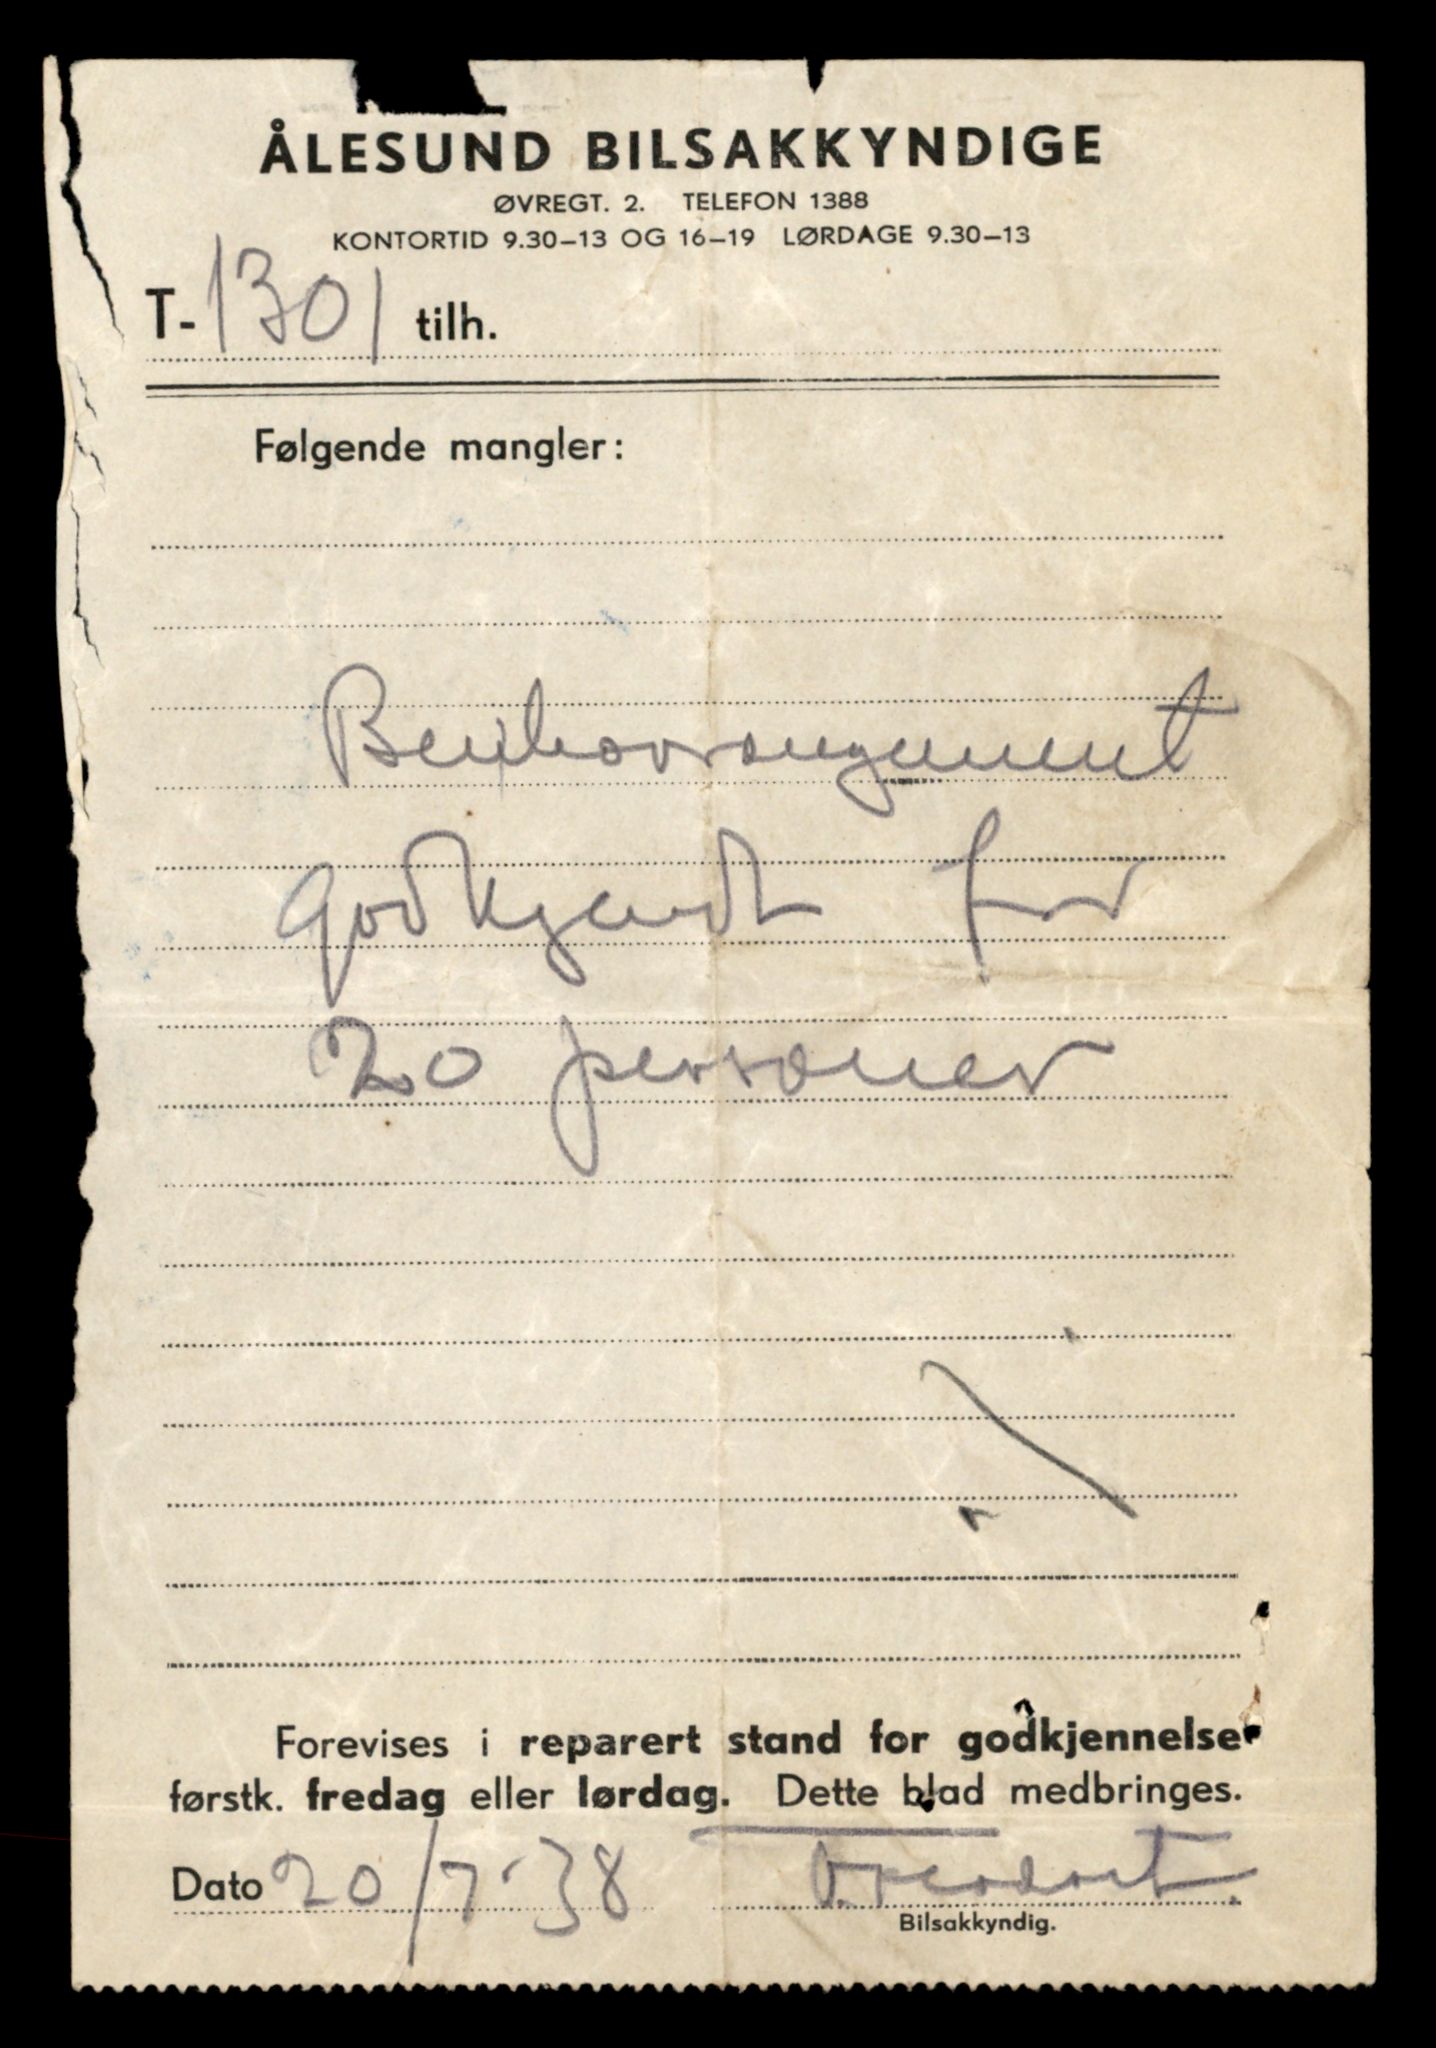 ÅLESUND BILSAKKYNDIGE
ØVREGT. 2. TELEFON 1388
KONTORTID 9.30–13 OG 16–19 LØRDAGE 9.30–13
T- 1301 tilh.
Følgende mangler:
Benkarrangement
godkjendt for
20 personer
Forevises i reparert stand for godkjennelse
førstk. fredag eller lørdag. Dette blad medbringes.
Dato 20/7-38
Bilsakkyndig.